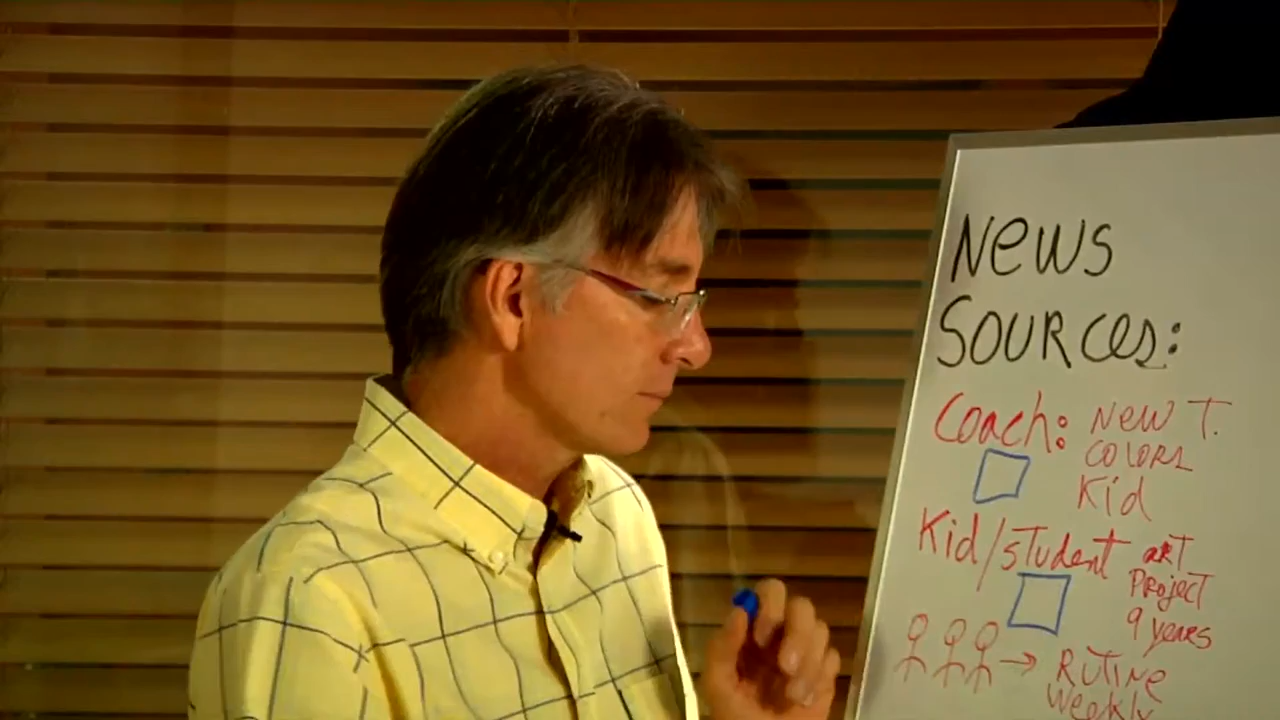 News
Sources:
Coach: New T.
Colors
Kid
Kid/student art
Project
9 years
Rutine
Weekly